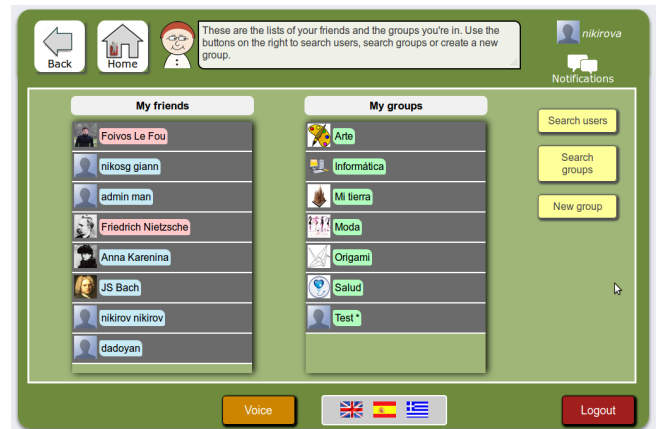 Back
Home
These are the lists of your friends and the groups you're in. Use the
buttons on the right to search users, search groups or create a new
group.
nikirova
Notifications
My friends
Foivos Le Fou
nikosg giann
admin man
Friedrich Nietzsche
Anna Karenina
JS Bach
nikirov nikirov
dadoyan
My groups
Arte
Informática
Mi tierra
Moda
Origami
Salud
Test *
Search users
Search
groups
New group
Voice
Logout